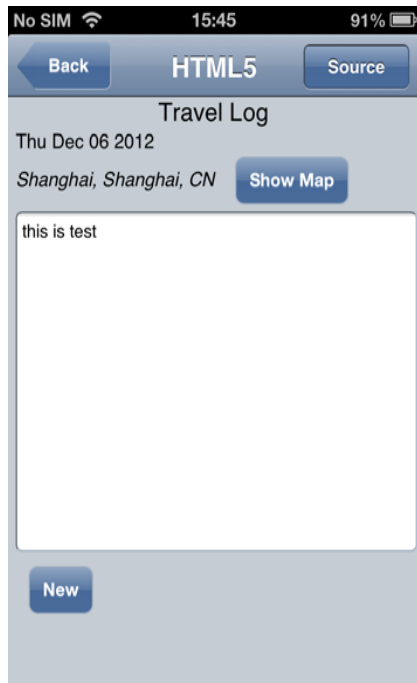 No SIM 15:45 91%
Back HTML5 Source
Travel Log
Thu Dec 06 2012
Shanghai, Shanghai, CN Show Map
this is test
New